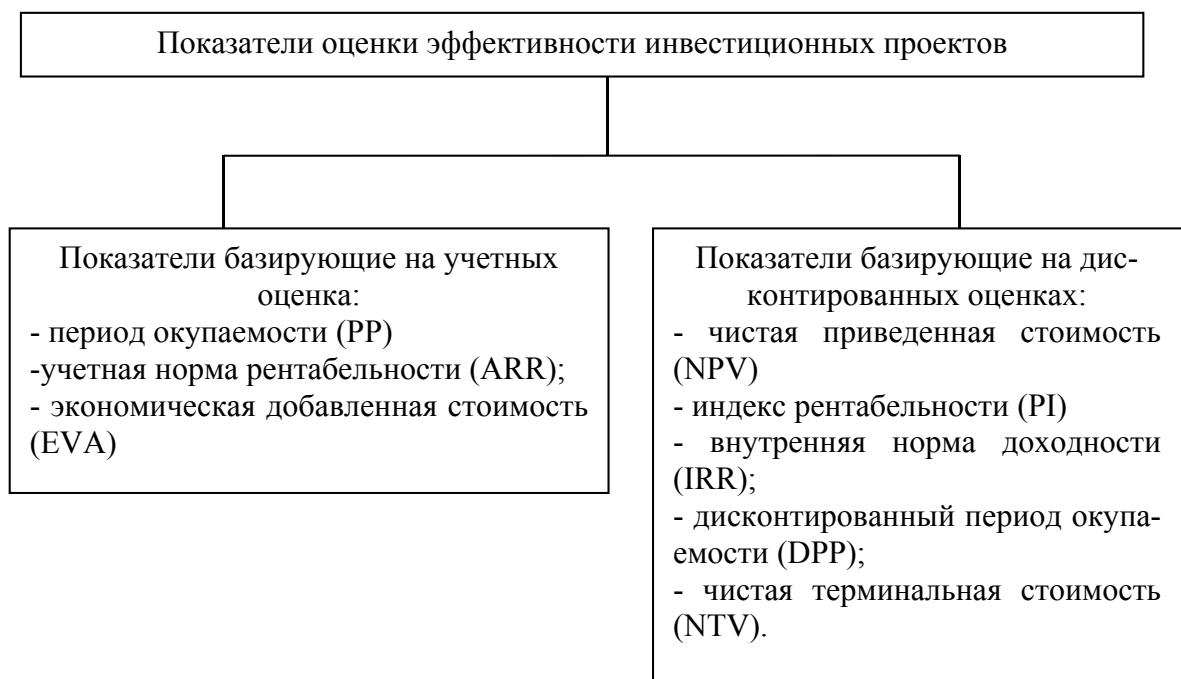 Показатели оценки эффективности инвестиционных проектов
Показатели базирующие на учетных
оценка:
- период окупаемости (PP)
-учетная норма рентабельности (ARR);
- экономическая добавленная стоимость
(EVA)
Показатели базирующие на дис-
контированных оценках:
- чистая приведенная стоимость
(NPV)
- индекс рентабельности (PI)
- внутренняя норма доходности
(IRR);
- дисконтированный период окупа-
емости (DPP);
- чистая терминальная стоимость
(NTV).